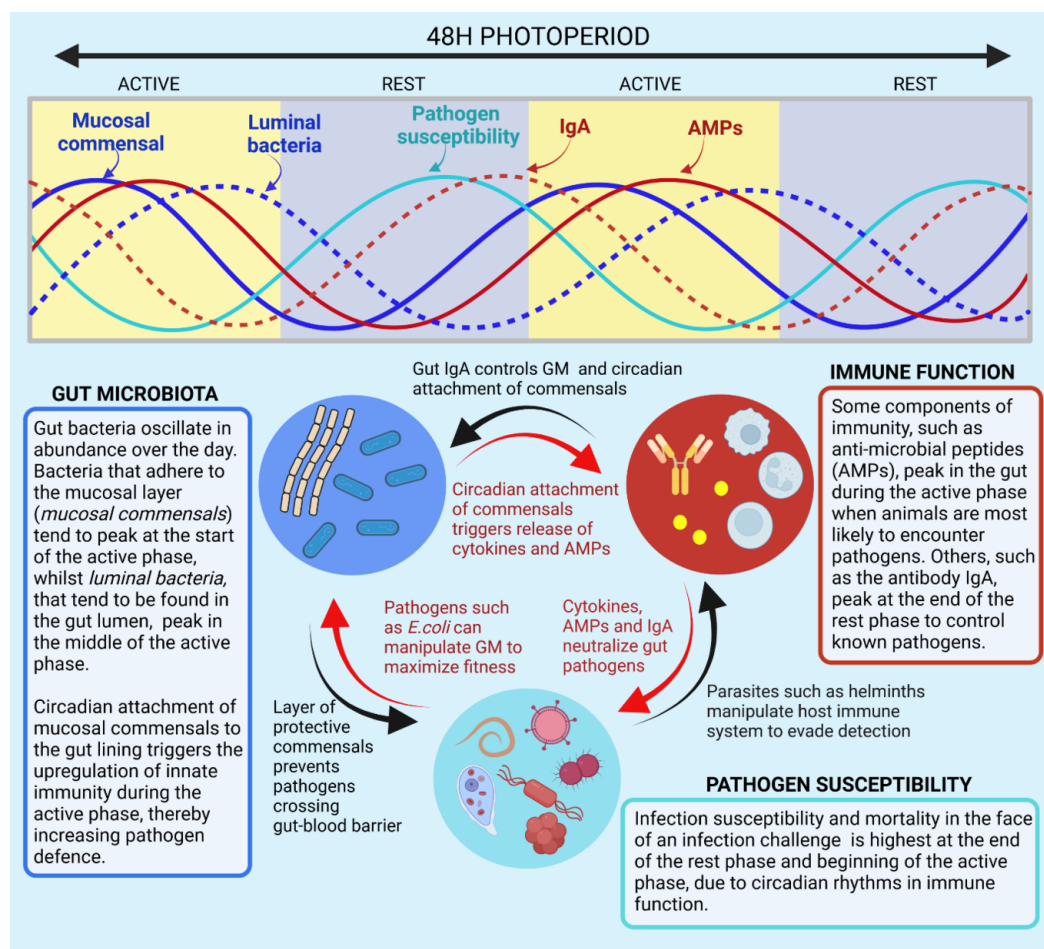 48H PHOTOPERIOD
ACTIVE
REST
ACTIVE
REST
Mucosal
commensal
Luminal
bacteria
Pathogen
susceptibility
IgA
AMPs
Gut IgA controls GM and circadian
attachment of commensals
GUT MICROBIOTA
Gut bacteria oscillate in
abundance over the day.
Bacteria that adhere to
the mucosal layer
(mucosal commensals)
tend to peak at the start
of the active phase,
whilst luminal bacteria,
that tend to be found in
the gut lumen, peak in
the middle of the active
phase.
Circadian attachment of
mucosal commensals to
the gut lining triggers the
upregulation of innate
immunity during the
active phase, thereby
increasing pathogen
defence.
Circadian attachment
of commensals
triggers release of
cytokines and AMPs
IMMUNE FUNCTION
Some components of
immunity, such as
anti-microbial peptides
(AMPs), peak in the gut
during the active phase
when animals are most
likely to encounter
pathogens. Others, such
as the antibody IgA,
peak at the end of the
rest phase to control
known pathogens.
Pathogens such
as E.coli can
manipulate GM to
maximize fitness
Cytokines,
AMPs and IgA
neutralize gut
pathogens
Layer of
protective
commensals
prevents
pathogens
crossing
gut-blood barrier
Parasites such as helminths
manipulate host immune
system to evade detection
PATHOGEN SUSCEPTIBILITY
Infection susceptibility and mortality in the face
of an infection challenge is highest at the end
of the rest phase and beginning of the active
phase, due to circadian rhythms in immune
function.